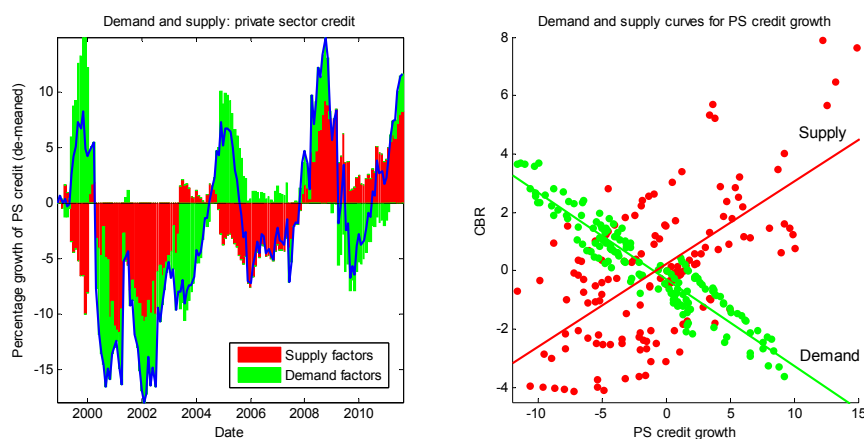 Demand and supply: private sector credit
Percentage growth of PS credit (de-meaned)
10
5
0
-5
-10
-15
2000 2002 2004 2006 2008 2010
Date
Supply factors
Demand factors
Demand and supply curves for PS credit growth
CBR
8
6
4
2
0
-2
-4
-10 -5 0 5 10 15
PS credit growth
Supply
Demand